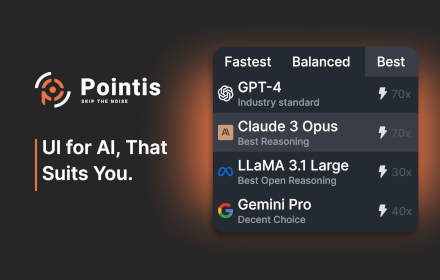 Pointis
SKIP THE NOISE
UI for AI, That
Suits You.
Fastest Balanced Best
GPT-4
Industry standard
70x
Claude 3 Opus
Best Reasoning
70x
LLaMA 3.1 Large
Best Open Reasoning
30x
Gemini Pro
Decent Choice
40x